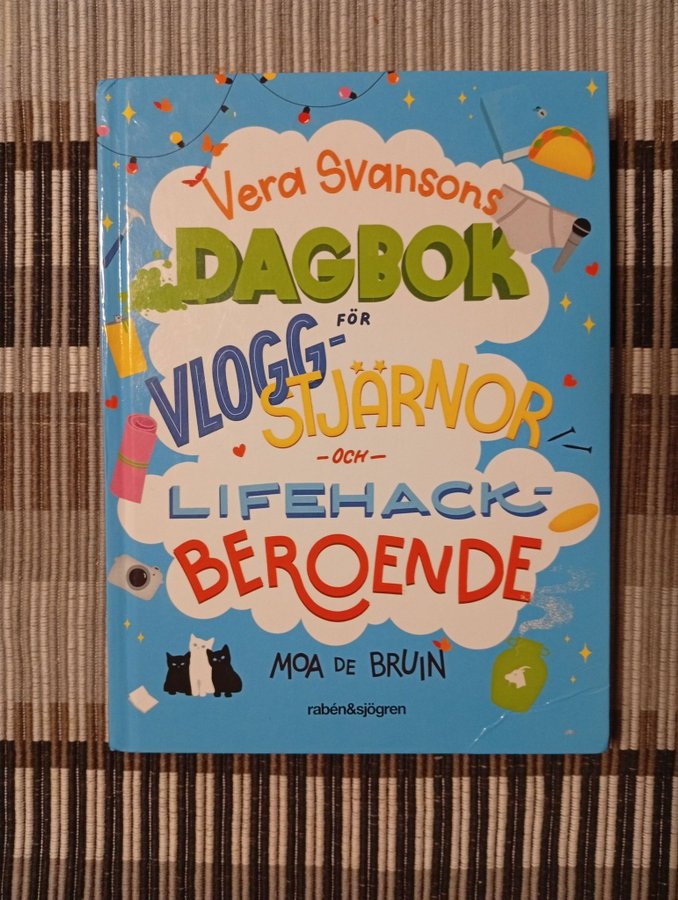 Vera Svansons
DAGBOK
FÖR
VLOGG-
STJÄRNOR
-OCH-
LIFEHACK-
BEROENDE
MOA DE BRUIN
rabén&sjögren